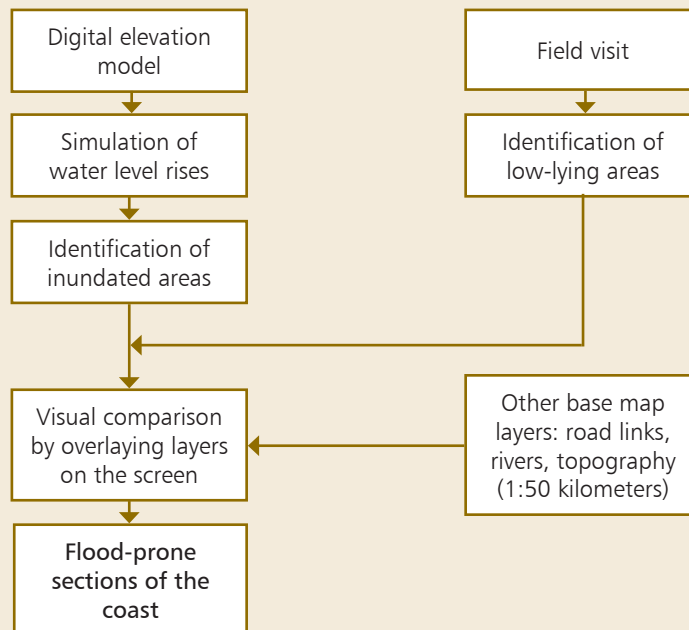 Digital elevation
model
Field visit
Simulation of
water level rises
Identification of
low-lying areas
Identification of
inundated areas
Visual comparison
by overlaying layers
on the screen
Other base map
layers: road links,
rivers, topography
(1:50 kilometers)
Flood-prone
sections of the
coast